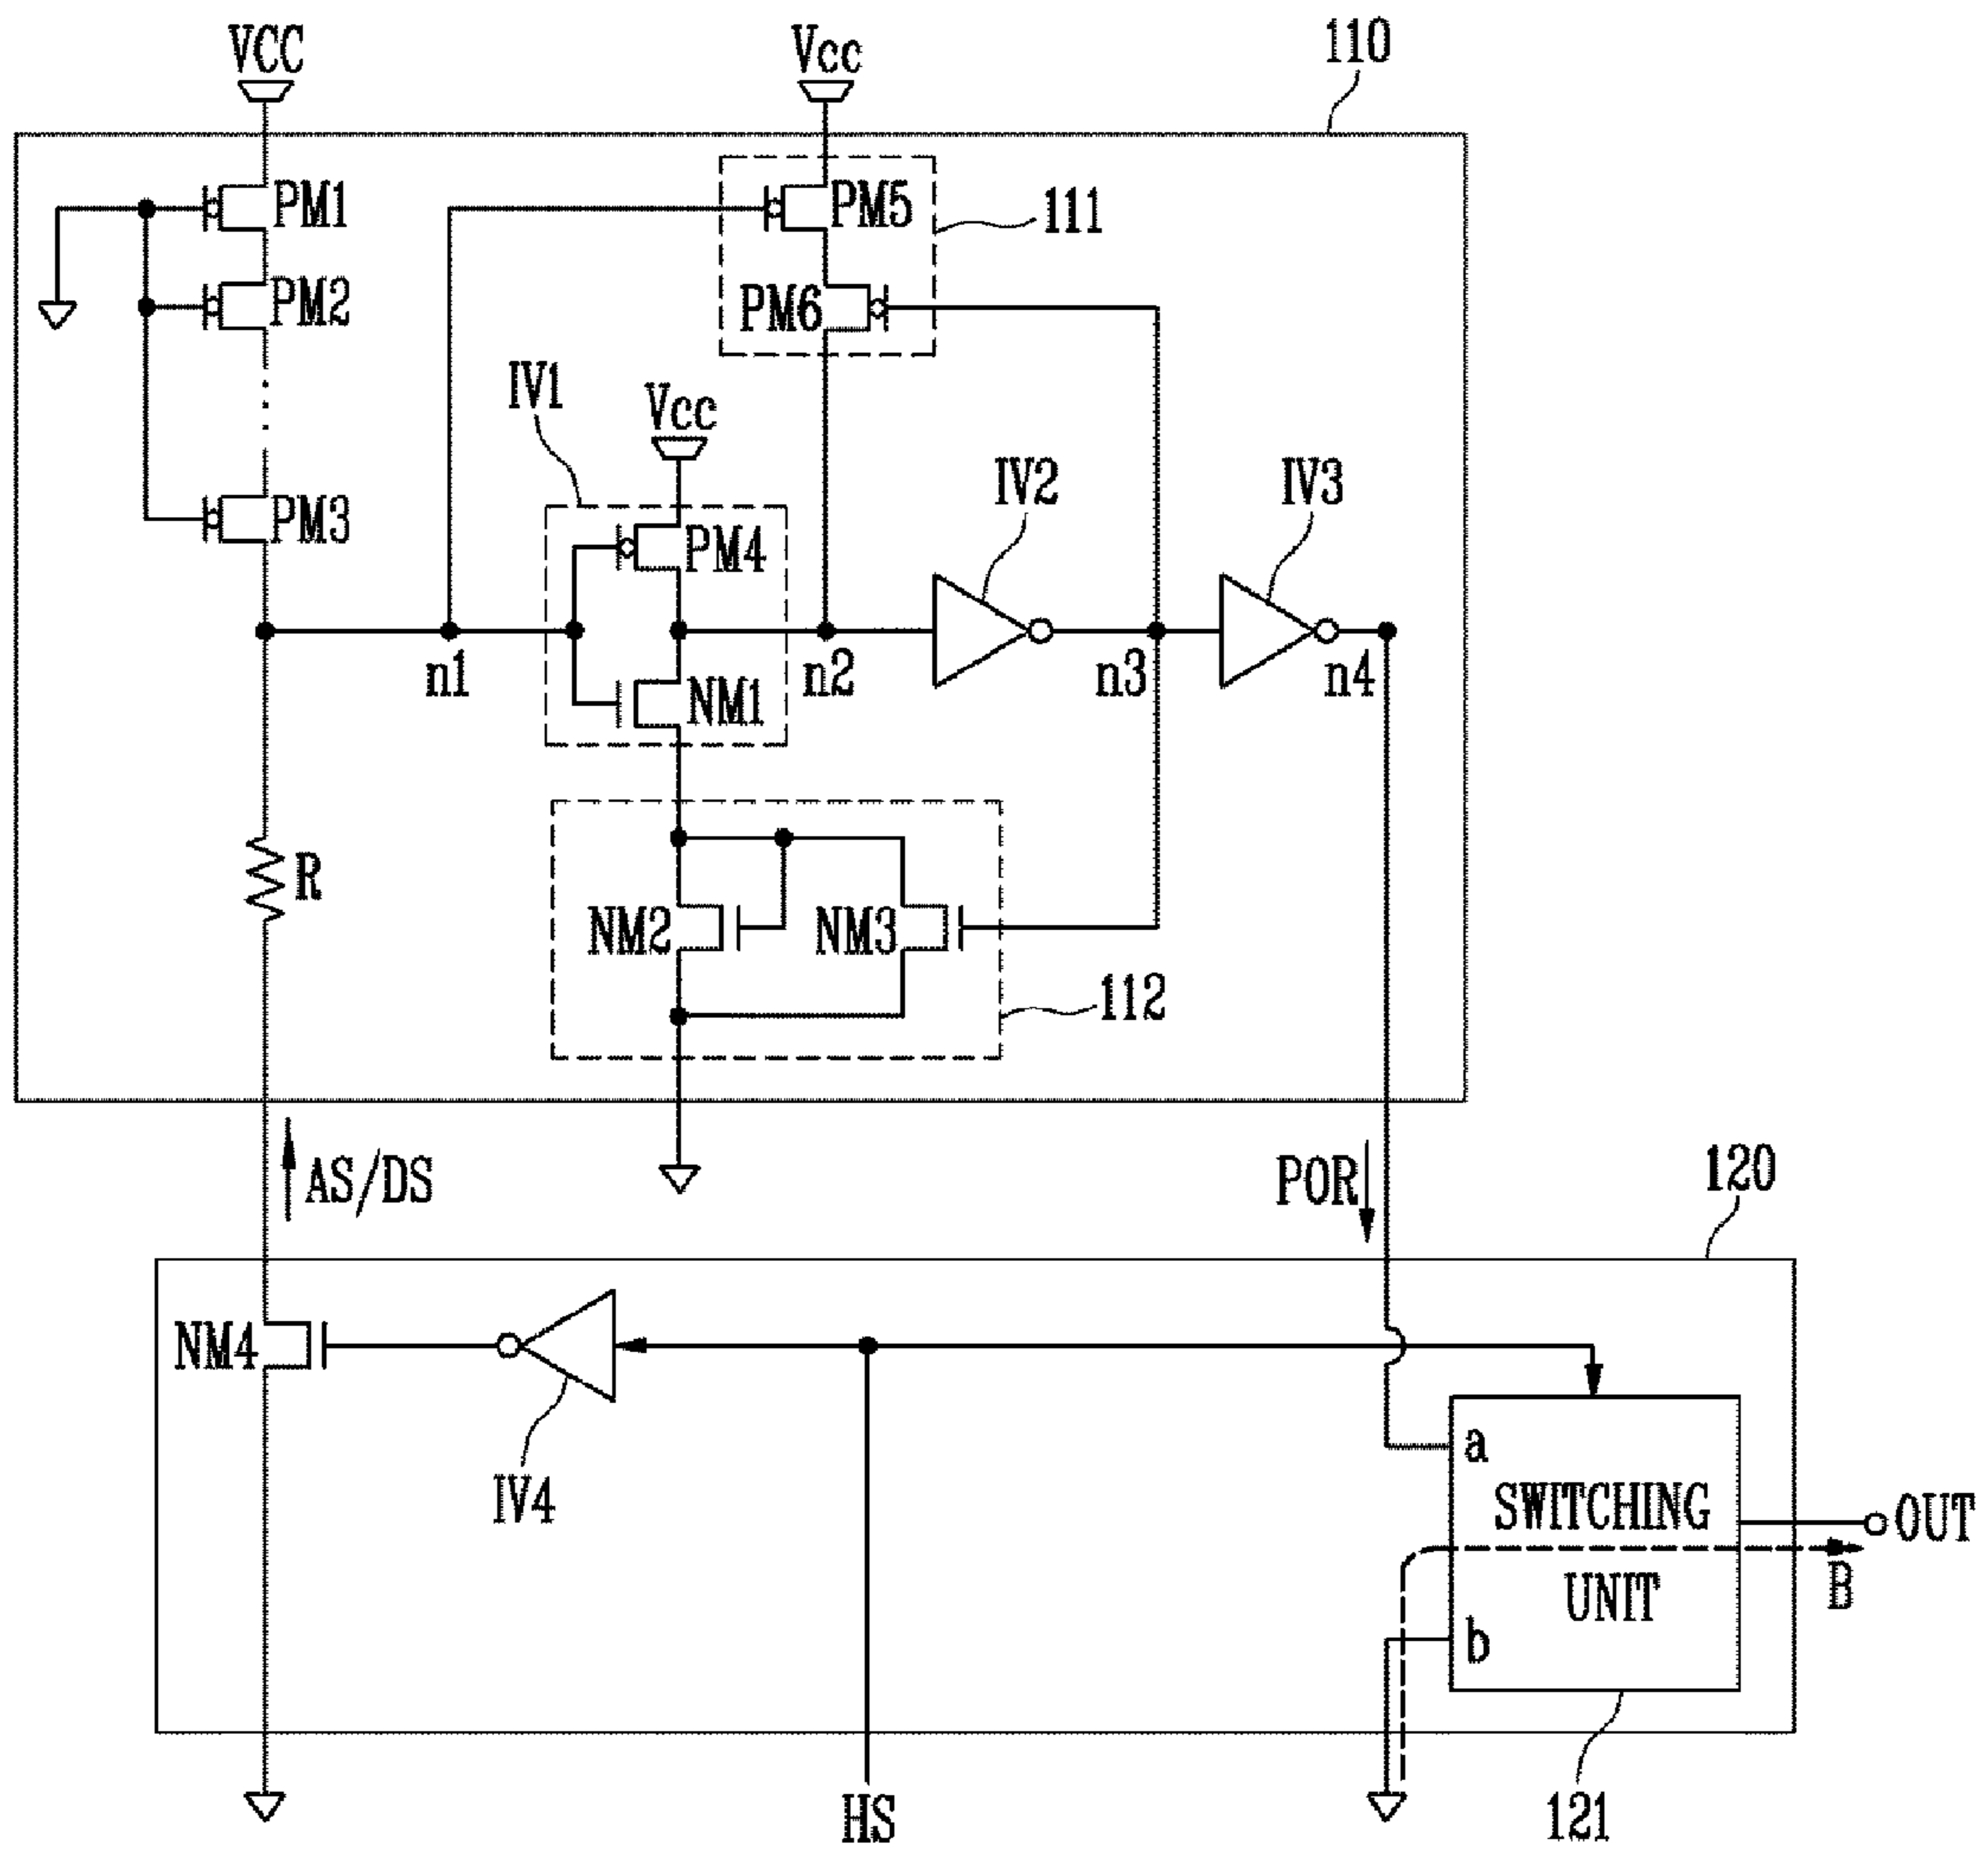 VCC
Vcc
110
PM1
PM5
111
PM2
PM6
IV1
Vcc
PM3
PM4
IV2
IV3
n1
NM1
n2
n3
n4
R
NM2
NM3
112
AS/DS
POR
120
NM4
IV4
a
SWITCHING
UNIT
OUT
B
b
HS
121